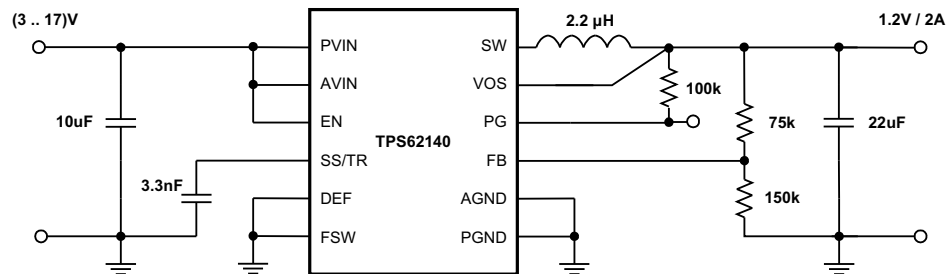 (3 .. 17)V
2.2 µH
1.2V / 2A
PVIN
SW
AVIN
VOS
100k
10uF
EN
PG
75k
22uF
TPS62140
SS/TR
FB
3.3nF
150k
DEF
AGND
FSW
PGND